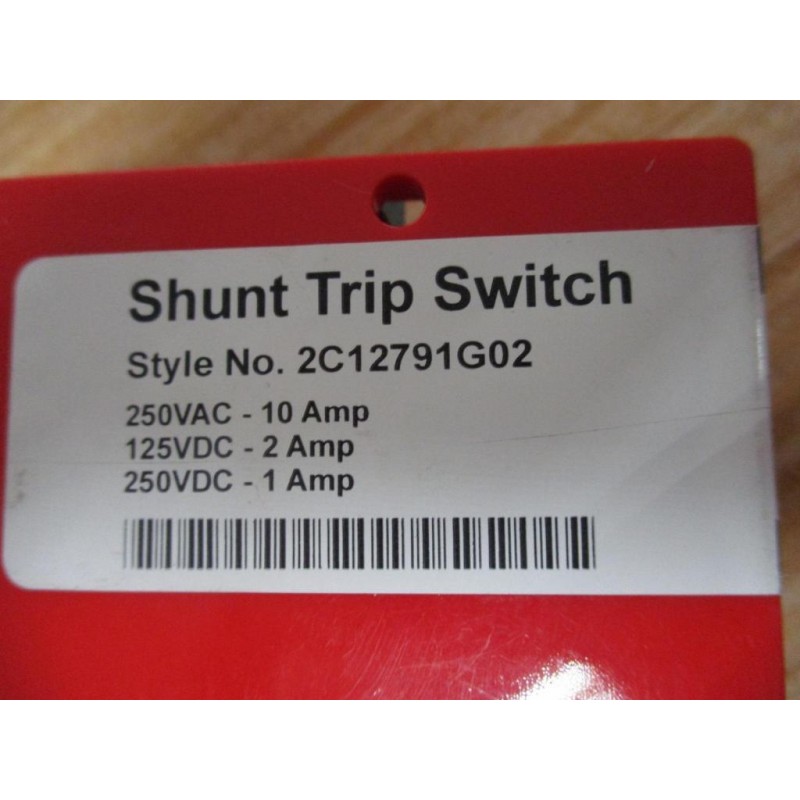 Shunt Trip Switch
Style No. 2C12791G02
250VAC - 10 Amp
125VDC - 2 Amp
250VDC - 1 Amp